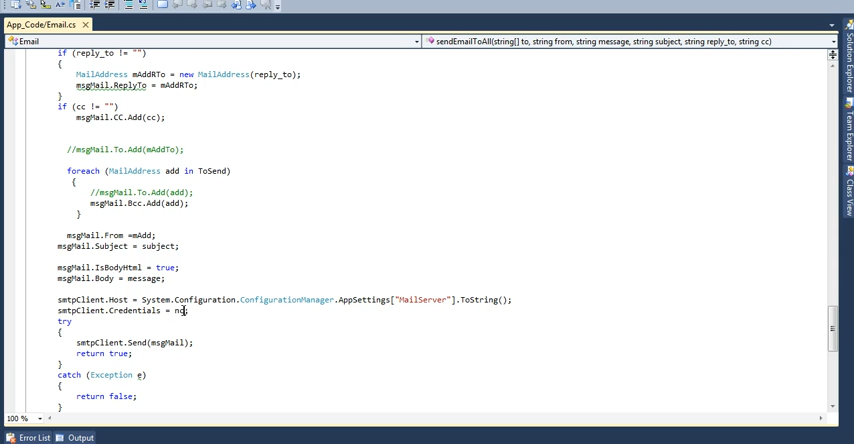 App_Code/Email.cs
Email
sendEmailToAll(string[] to, string from, string message, string subject, string reply_to, string cc)
if (reply_to != "")
{
MailAddress mAddRTo = new MailAddress(reply_to);
msgMail.ReplyTo = mAddRTo;
}
if (cc != "")
msgMail.CC.Add(cc);
//msgMail.To.Add(mAddTo);
foreach (MailAddress add in ToSend)
{
//msgMail.To.Add(add);
msgMail.Bcc.Add(add);
}
msgMail.From =mAdd;
msgMail.Subject = subject;
msgMail.IsBodyHtml = true;
msgMail.Body = message;
smtpClient.Host = System.Configuration.ConfigurationManager.AppSettings["MailServer"].ToString();
smtpClient.Credentials = nc;
try
{
smtpClient.Send(msgMail);
return true;
}
catch (Exception e)
{
return false;
}
100 %
Error List
Output
Solution Explorer
Team Explorer
Class View